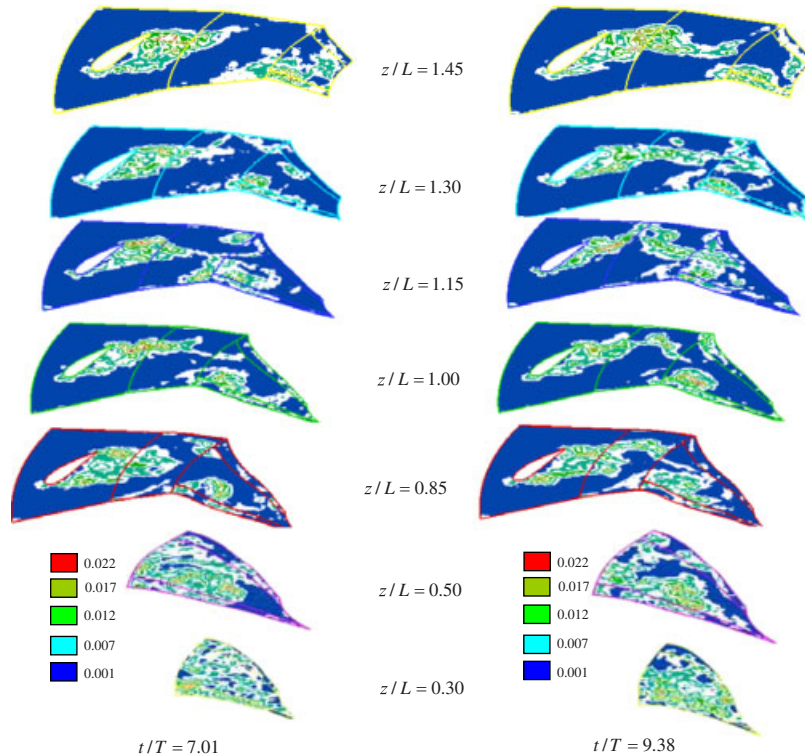 z / L = 1.45
z / L = 1.30
z / L = 1.15
z / L = 1.00
z / L = 0.85
0.022
0.017
0.012
0.007
0.001
z / L = 0.50
z / L = 0.30
0.022
0.017
0.012
0.007
0.001
t / T = 7.01
t / T = 9.38